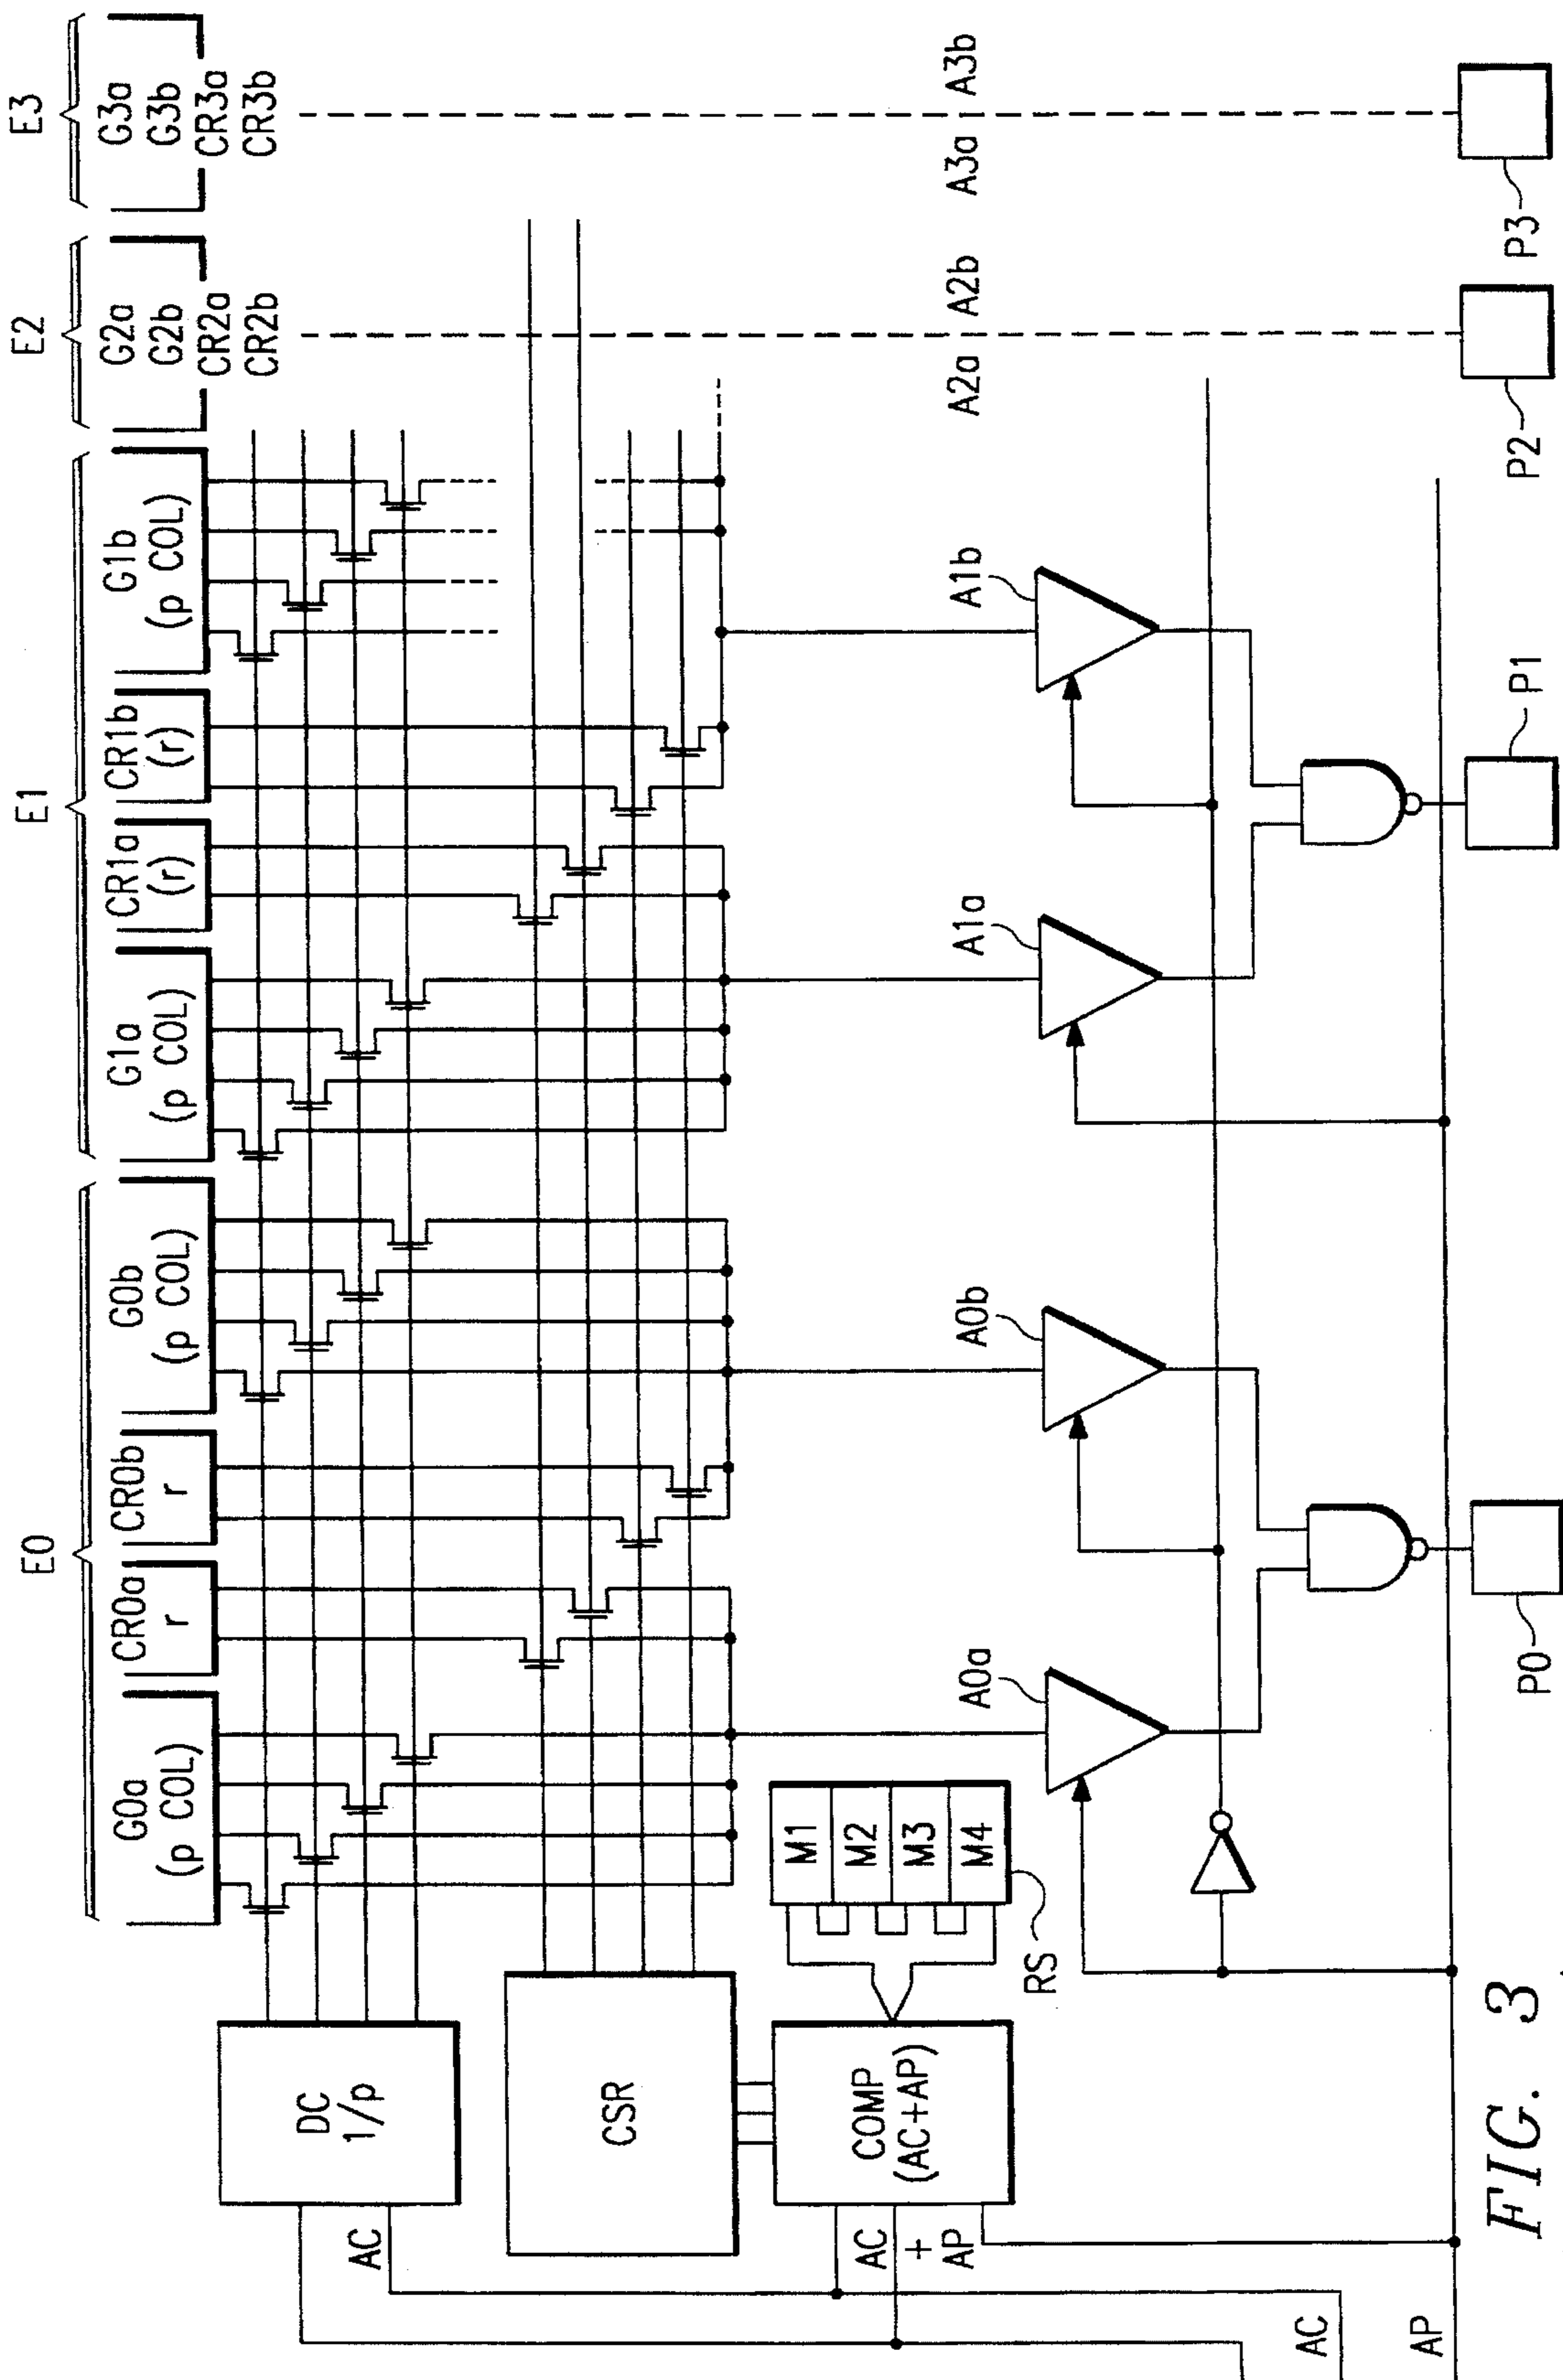 E0
E1
E2
E3
G0a
(p COL)
CR0a
r
CR0b
r
G0b
(p COL)
G1a
(p COL)
CR1a
(r)
CR1b
(r)
G1b
(p COL)
G2a
G2b
CR2a
CR2b
G3a
G3b
CR3a
CR3b
DC
1/p
AC
CSR
COMP
(AC+AP)
AC
+
AP
M1
M2
M3
M4
RS
A0a
A0b
A1a
A1b
A2a
A2b
A3a
A3b
AC
AP
P0
P1
P2
P3
FIG. 3